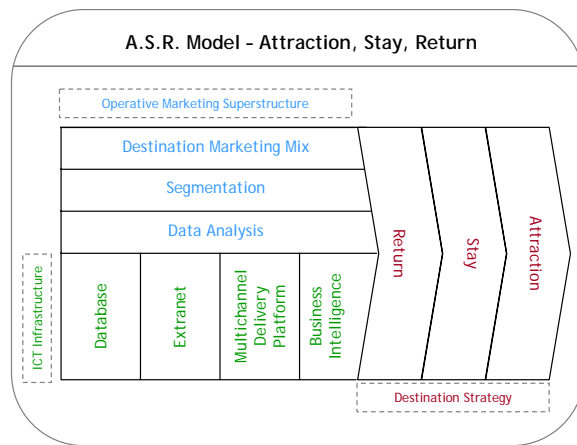 A.S.R. Model – Attraction, Stay, Return
Operative Marketing Superstructure
Destination Marketing Mix
Segmentation
Data Analysis
ICT Infrastructure
Database
Extranet
Multichannel
Delivery
Platform
Business
Intelligence
Return
Stay
Attraction
Destination Strategy